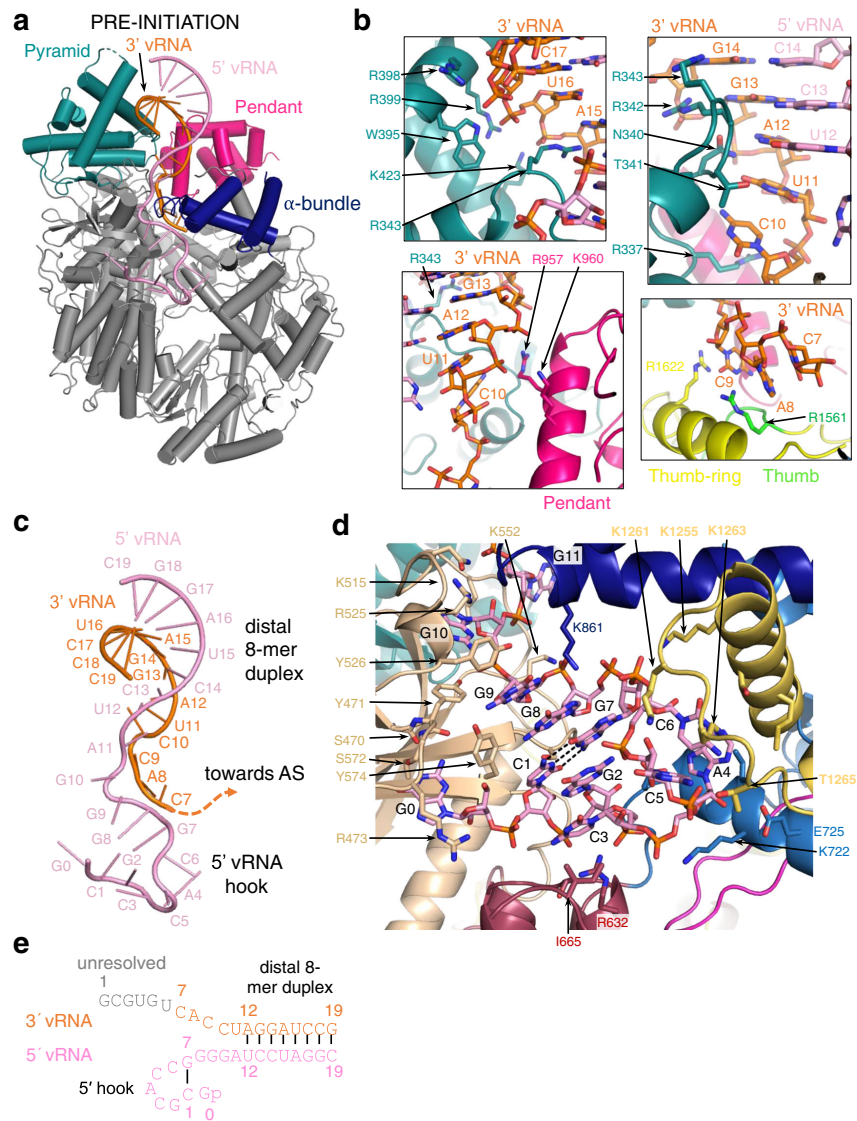 a
PRE-INITIATION
3’ vRNA
Pyramid
5’ vRNA
Pendant
α-bundle
b
3’ vRNA
C17
R398
U16
R399
A15
W395
K423
R343
3’ vRNA
5’ vRNA
G14
C14
R343
G13
C13
R342
A12
N340
U12
T341
U11
C10
R337
3’ vRNA
R957
K960
R343
G13
A12
U11
C10
Pendant
3’ vRNA
C7
R1622
C9
A8
R1561
Thumb-ring
Thumb
c
5’ vRNA
C19
G18
G17
3’ vRNA
A16
U16
A15
distal
8-mer
duplex
C17
G14
U15
C18
G13
C19
C13
C14
A12
U12
U11
A11
C10
C9
G10
A8
towards AS
C7
G9
G7
G8
5’ vRNA
hook
G0
G2
C6
C1
A4
C3
C5
d
K552
K1261
K1255
K1263
G11
K515
R525
K861
G10
Y526
G9
G8
G7
Y471
C6
S470
C1
A4
S572
G2
Y574
C5
T1265
G0
E725
R473
C3
K722
R632
I665
e
unresolved
distal 8-
mer duplex
1
7
12
19
3´ vRNA
GCGUGUCACCUAGGAUCCG
5´ vRNA
7
GGGGAUCCUAGGC
12
19
5’ hook
CCACGCGp
1
0